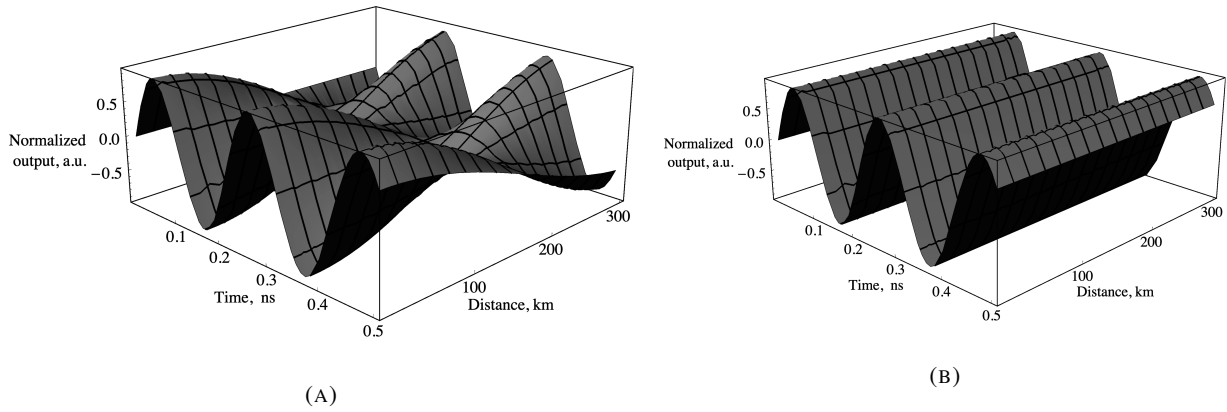 0.5
0.0
−0.5
Normalized
output, a.u.
0.1
0.2
0.3
0.4
0.5
Time, ns
100
200
300
Distance, km
(A)
0.5
0.0
−0.5
Normalized
output, a.u.
0.1
0.2
0.3
0.4
0.5
Time, ns
100
200
300
Distance, km
(B)